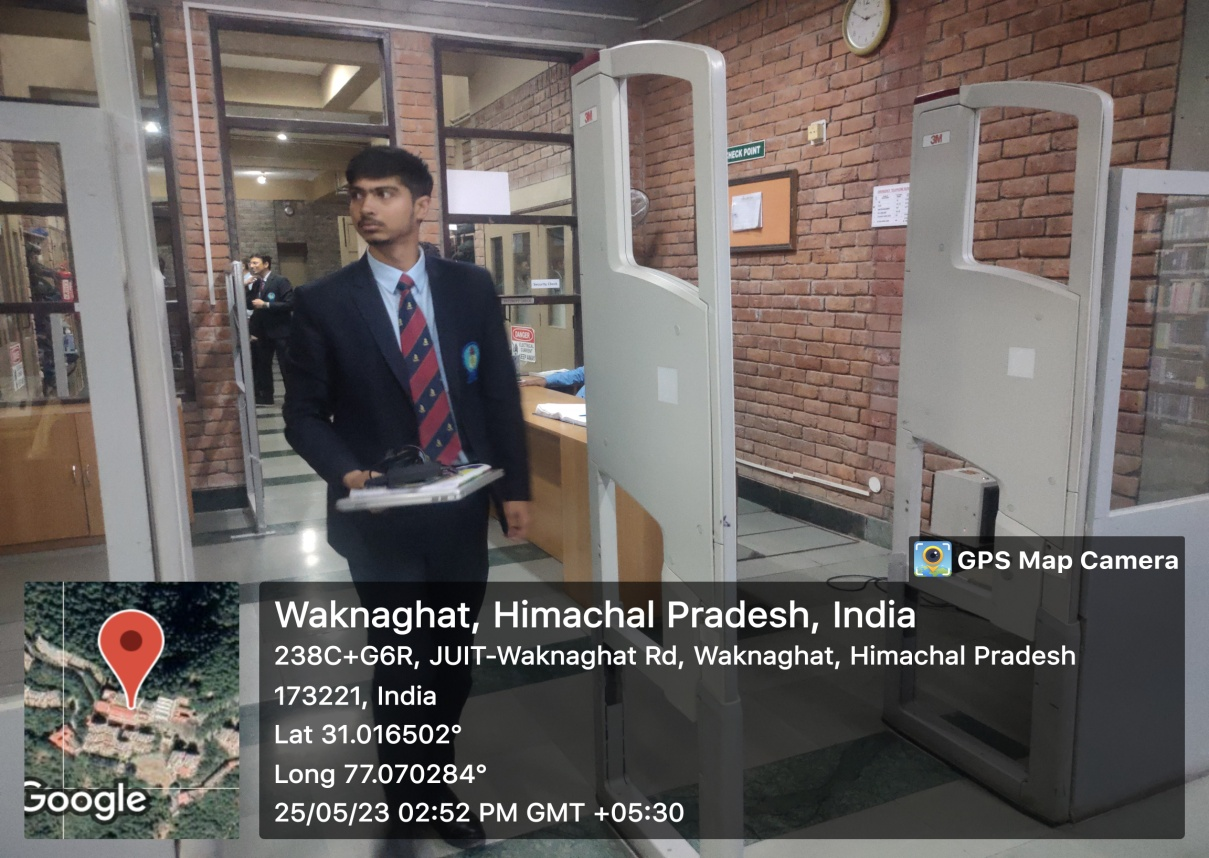 3M
3M
CHECK POINT
DANGER
GPS Map Camera
Waknaghat, Himachal Pradesh, India
238C+G6R, JUIT-Waknaghat Rd, Waknaghat, Himachal Pradesh
173221, India
Lat 31.016502°
Long 77.070284°
25/05/23 02:52 PM GMT +05:30
Google